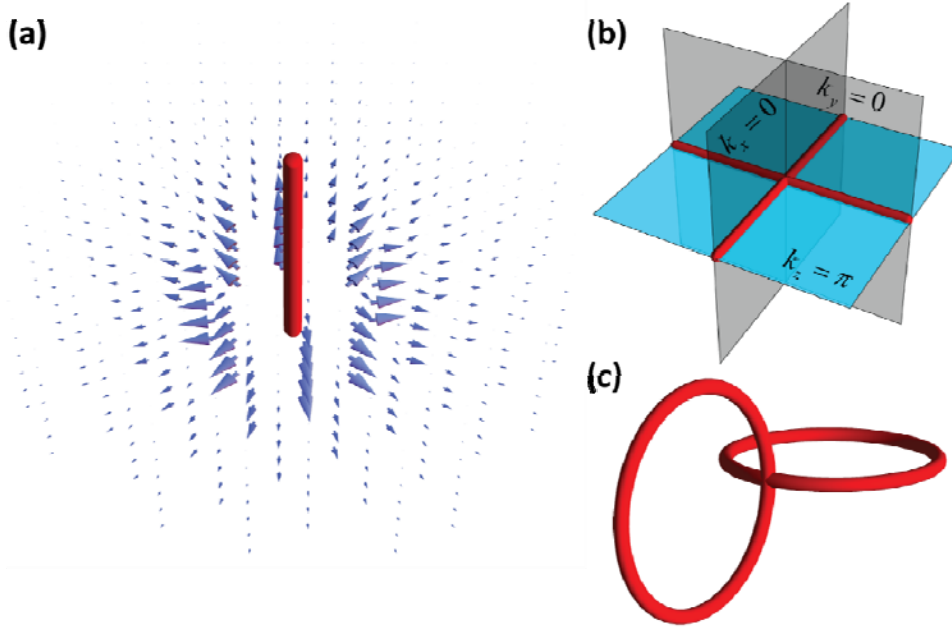 (a)
(b)
k_x = 0
k_y = 0
k_z = π
(c)